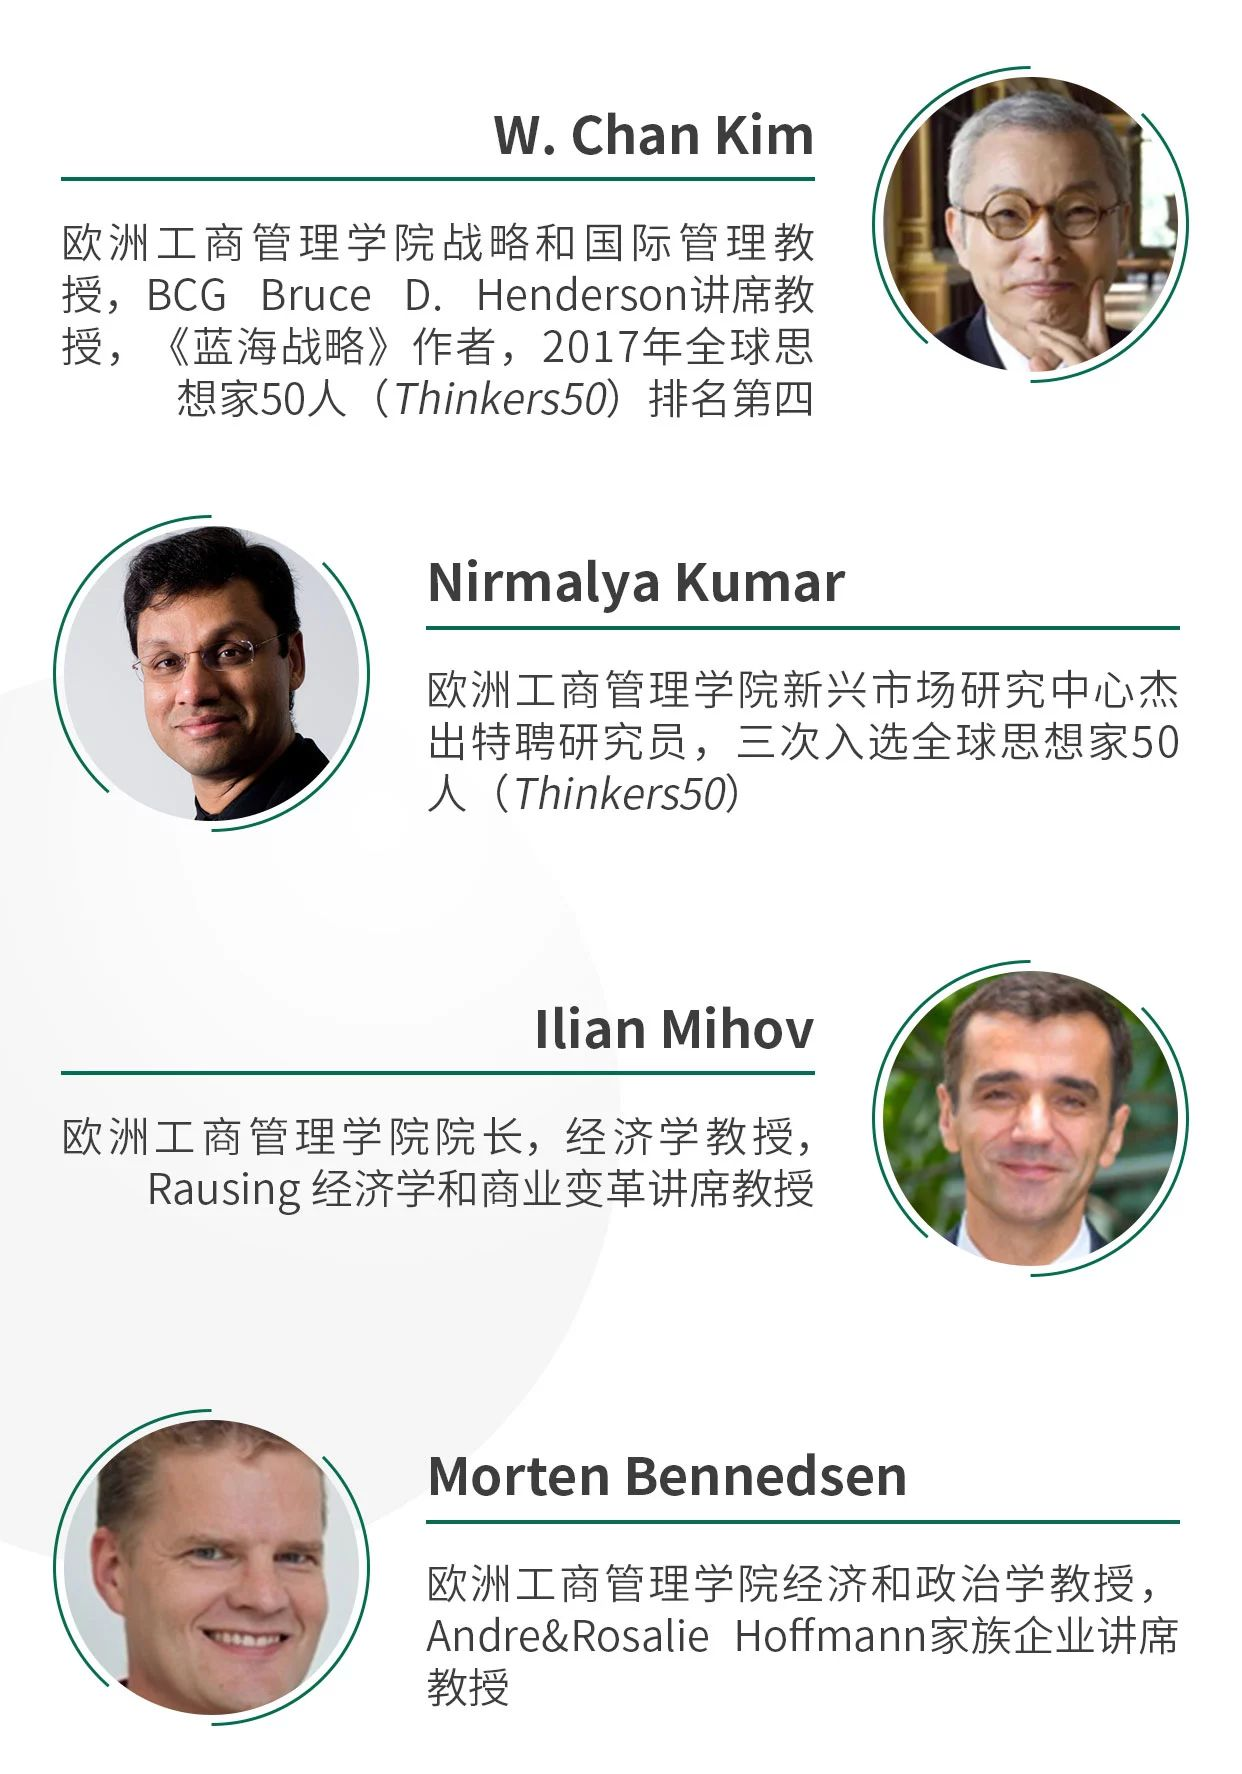 W. Chan Kim
欧洲工商管理学院战略和国际管理教
授，BCG Bruce D. Henderson讲席教
授，《蓝海战略》作者，2017年全球思
想家50人（Thinkers50）排名第四
Nirmalya Kumar
欧洲工商管理学院新兴市场研究中心杰
出特聘研究员，三次入选全球思想家50
人（Thinkers50）
Ilian Mihov
欧洲工商管理学院院长，经济学教授，
Rausing 经济学和商业变革讲席教授
Morten Bennedsen
欧洲工商管理学院经济和政治学教授，
Andre&Rosalie Hoffmann家族企业讲席
教授